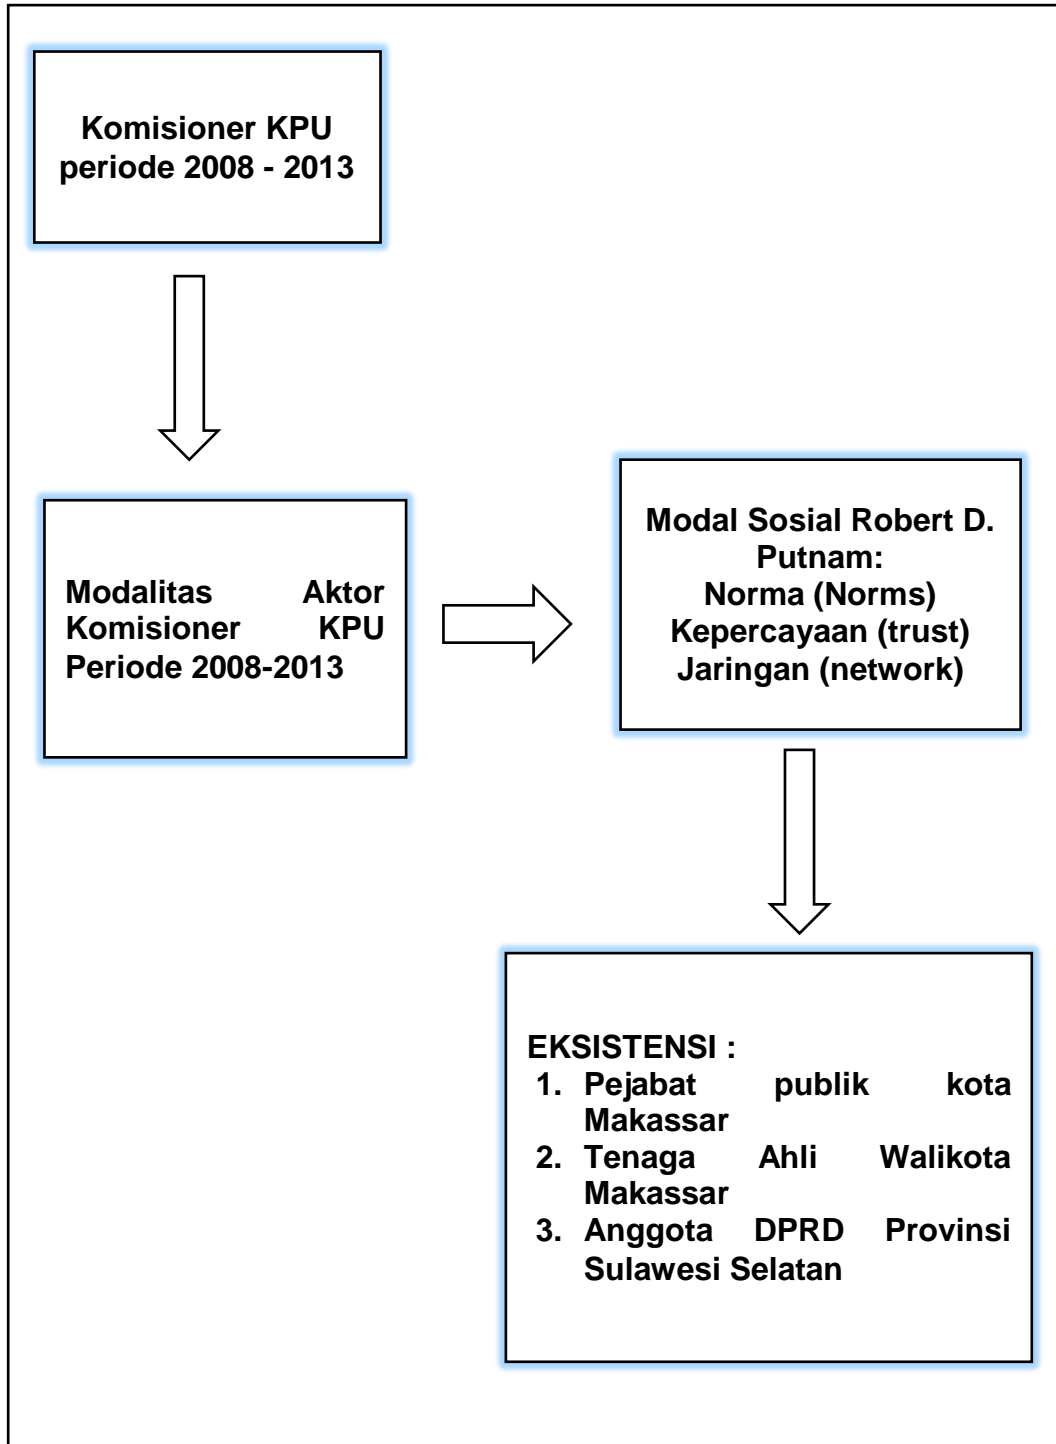 Komisioner KPU
periode 2008 - 2013
Modalitas Aktor
Komisioner KPU
Periode 2008-2013
Modal Sosial Robert D.
Putnam:
Norma (Norms)
Kepercayaan (trust)
Jaringan (network)
EKSISTENSI :
1. Pejabat publik kota
Makassar
2. Tenaga Ahli Walikota
Makassar
3. Anggota DPRD Provinsi
Sulawesi Selatan